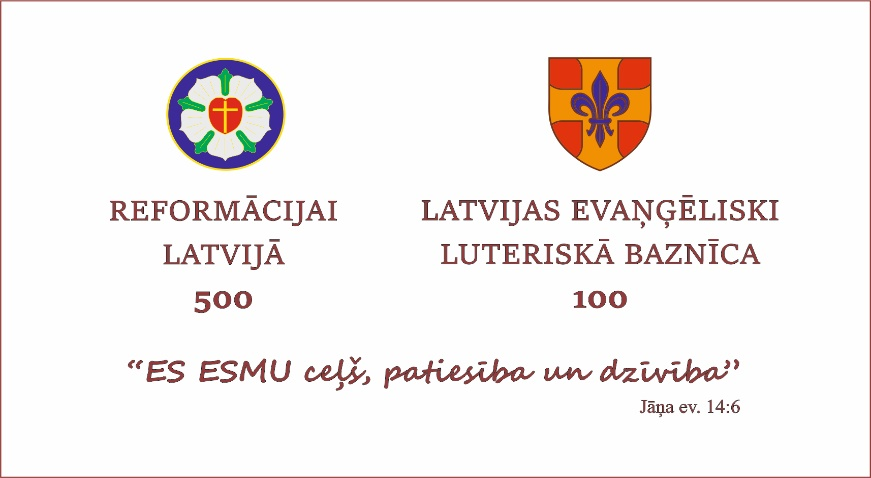 REFORMĀCIJAI
LATVIJĀ
500
LATVIJAS EVAŅĢĒLISKI
LUTERISKĀ BAZNĪCA
100
“ES ESMU ceļš, patiesība un dzīvība”
Jāņa ev. 14:6